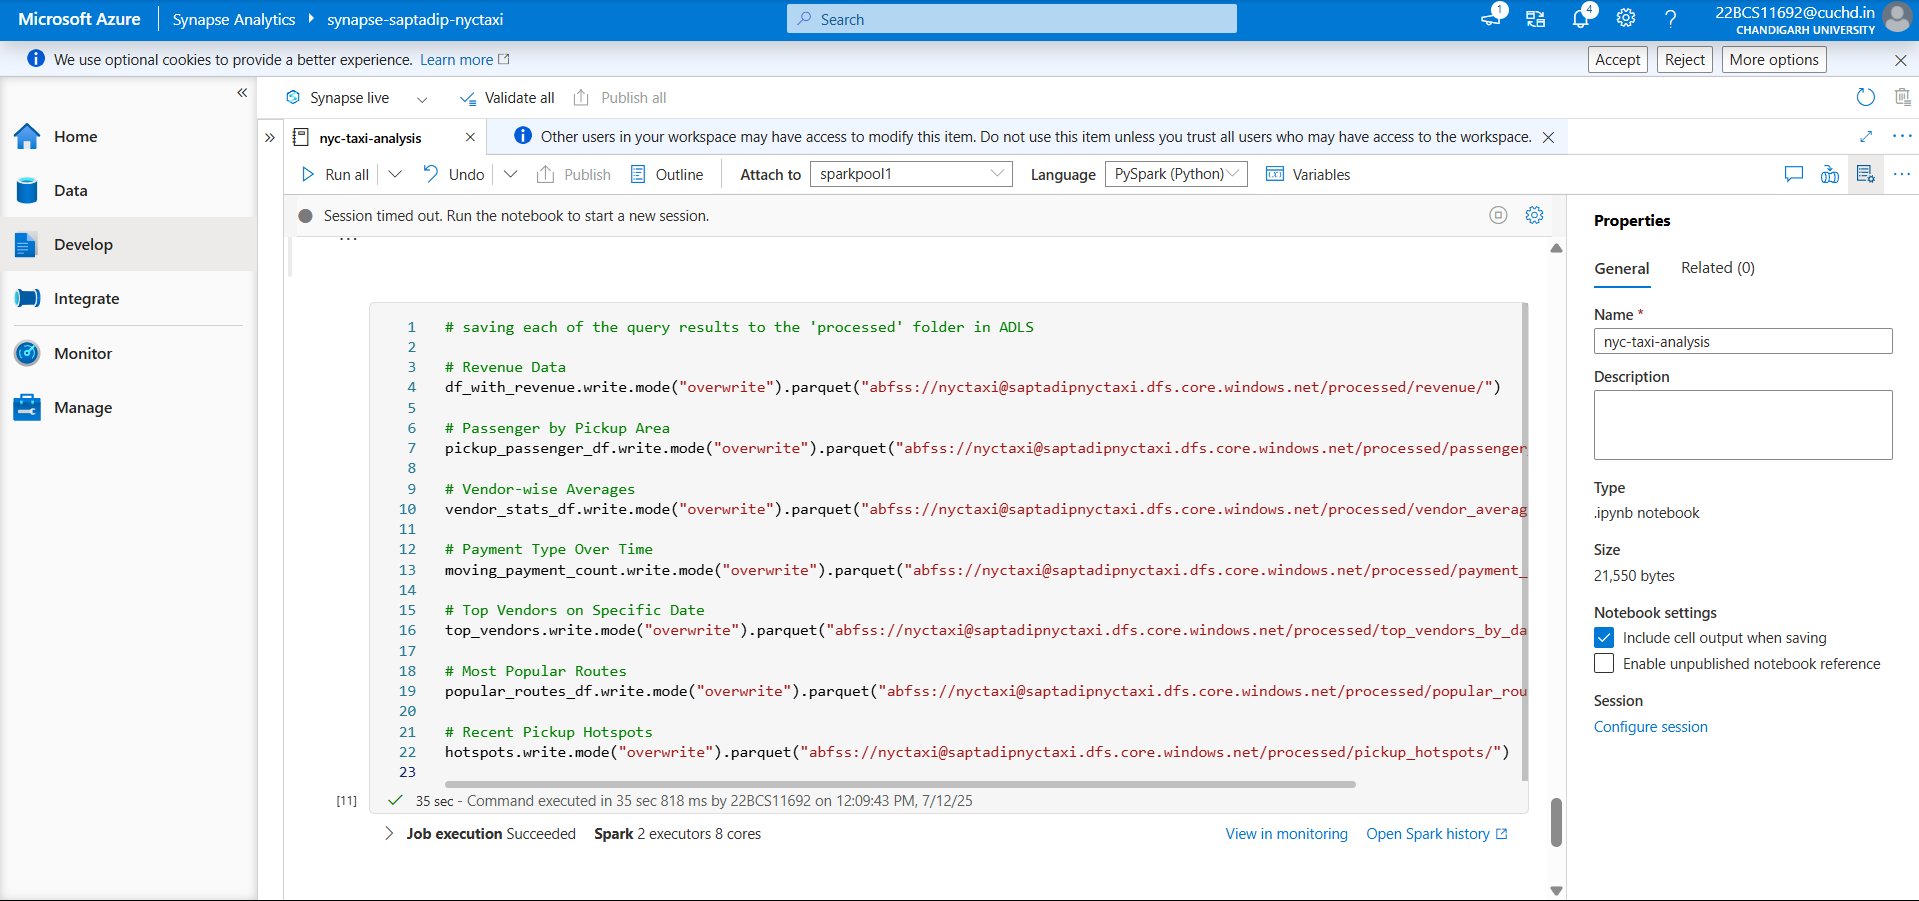 Microsoft Azure
Synapse Analytics
synapse-saptadip-nyctaxi
Search
1
4
22BCS11692@cuchd.in
CHANDIGARH UNIVERSITY
We use optional cookies to provide a better experience. Learn more
Accept
Reject
More options
Synapse live
Validate all
Publish all
Home
Data
Develop
Integrate
Monitor
Manage
nyc-taxi-analysis
Other users in your workspace may have access to modify this item. Do not use this item unless you trust all users who may have access to the workspace.
Run all
Undo
Publish
Outline
Attach to
sparkpool1
Language
PySpark (Python)
Variables
Session timed out. Run the notebook to start a new session.
...
1 # saving each of the query results to the 'processed' folder in ADLS
2
3 # Revenue Data
4 df_with_revenue.write.mode("overwrite").parquet("abfss://nyctaxi@saptadipnyctaxi.dfs.core.windows.net/processed/revenue/")
5
6 # Passenger by Pickup Area
7 pickup_passenger_df.write.mode("overwrite").parquet("abfss://nyctaxi@saptadipnyctaxi.dfs.core.windows.net/processed/passenger_
8
9 # Vendor-wise Averages
10 vendor_stats_df.write.mode("overwrite").parquet("abfss://nyctaxi@saptadipnyctaxi.dfs.core.windows.net/processed/vendor_averag
11
12 # Payment Type Over Time
13 moving_payment_count.write.mode("overwrite").parquet("abfss://nyctaxi@saptadipnyctaxi.dfs.core.windows.net/processed/payment_
14
15 # Top Vendors on Specific Date
16 top_vendors.write.mode("overwrite").parquet("abfss://nyctaxi@saptadipnyctaxi.dfs.core.windows.net/processed/top_vendors_by_da
17
18 # Most Popular Routes
19 popular_routes_df.write.mode("overwrite").parquet("abfss://nyctaxi@saptadipnyctaxi.dfs.core.windows.net/processed/popular_rou
20
21 # Recent Pickup Hotspots
22 hotspots.write.mode("overwrite").parquet("abfss://nyctaxi@saptadipnyctaxi.dfs.core.windows.net/processed/pickup_hotspots/")
23
[11]
35 sec - Command executed in 35 sec 818 ms by 22BCS11692 on 12:09:43 PM, 7/12/25
Job execution Succeeded Spark 2 executors 8 cores
View in monitoring
Open Spark history
Properties
General
Related (0)
Name *
nyc-taxi-analysis
Description
Type
.ipynb notebook
Size
21,550 bytes
Notebook settings
Include cell output when saving
Enable unpublished notebook reference
Session
Configure session